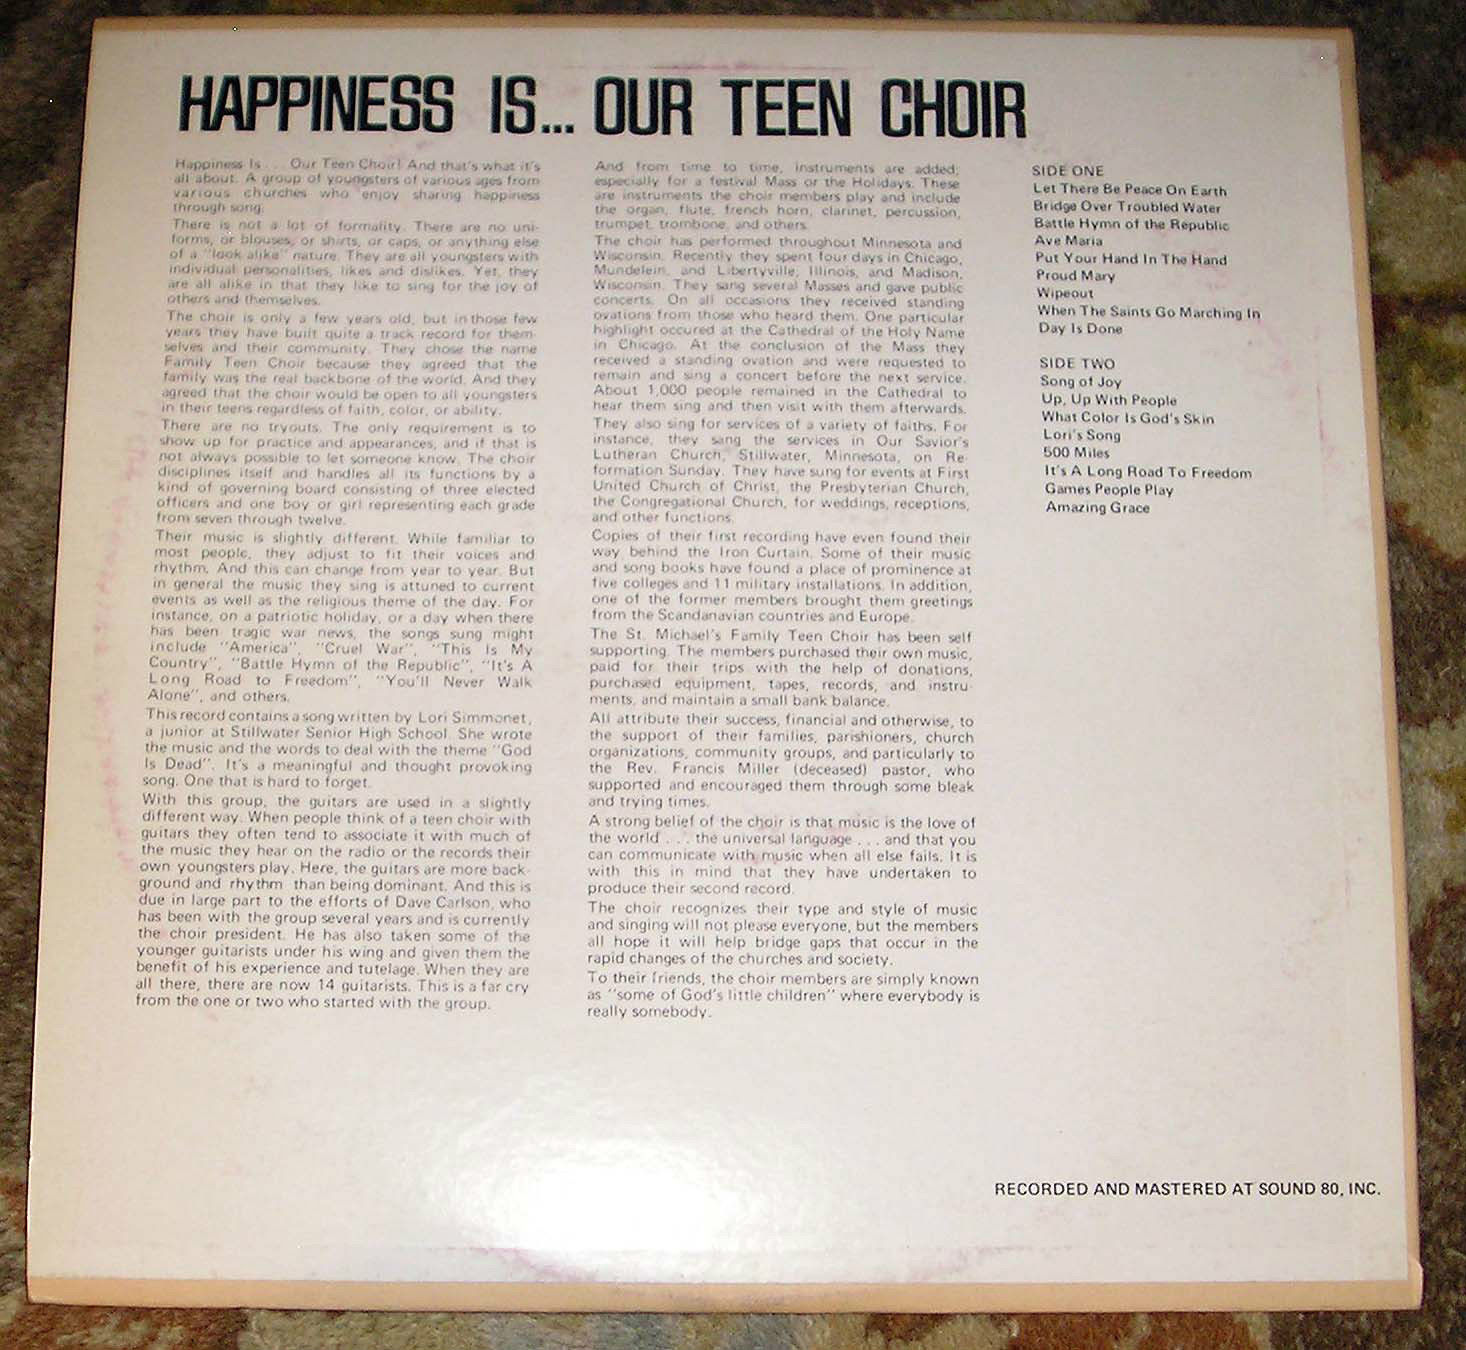 HAPPINESS IS... OUR TEEN CHOIR
Happiness Is . . . Our Teen Choir! And that's what it's
all about. A group of youngsters of various ages from
various churches who enjoy sharing happiness
through song.
There is not a lot of formality. There are no uni-
forms, or blouses, or shirts, or caps, or anything else
of a "look alike" nature. They are all youngsters with
individual personalities, likes and dislikes. Yet, they
are all alike in that they like to sing for the joy of
others and themselves.
The choir is only a few years old, but in those few
years they have built quite a track record for them-
selves and their community. They chose the name
Family Teen Choir because they agreed that the
family was the real backbone of the world. And they
agreed that the choir would be open to all youngsters
in their teens regardless of faith, color, or ability.
There are no tryouts. The only requirement is to
show up for practice and appearances, and if that is
not always possible to let someone know. The choir
disciplines itself and handles all its functions by a
kind of governing board consisting of three elected
officers and one boy or girl representing each grade
from seven through twelve.
Their music is slightly different. While familiar to
most people, they adjust to fit their voices and
rhythm. And this can change from year to year. But
in general the music they sing is attuned to current
events as well as the religious theme of the day. For
instance, on a patriotic holiday, or a day when there
has been tragic war news, the songs sung might
include "America", "Cruel War", "This Is My
Country", "Battle Hymn of the Republic", "It's A
Long Road to Freedom", "You'll Never Walk
Alone", and others.
This record contains a song written by Lori Simmonet,
a junior at Stillwater Senior High School. She wrote
the music and the words to deal with the theme "God
Is Dead". It's a meaningful and thought provoking
song. One that is hard to forget.
With this group, the guitars are used in a slightly
different way. When people think of a teen choir with
guitars they often tend to associate it with much of
the music they hear on the radio or the records their
own youngsters play. Here, the guitars are more back-
ground and rhythm than being dominant. And this is
due in large part to the efforts of Dave Carlson, who
has been with the group several years and is currently
the choir president. He has also taken some of the
younger guitarists under his wing and given them the
benefit of his experience and tutelage. When they are
all there, there are now 14 guitarists. This is a far cry
from the one or two who started with the group.
And from time to time, instruments are added;
especially for a festival Mass or the Holidays. These
are instruments the choir members play and include
the organ, flute, french horn, clarinet, percussion,
trumpet, trombone, and others.
The choir has performed throughout Minnesota and
Wisconsin. Recently they spent four days in Chicago,
Mundelein, and Libertyville, Illinois, and Madison,
Wisconsin. They sang several Masses and gave public
concerts. On all occasions they received standing
ovations from those who heard them. One particular
highlight occured at the Cathedral of the Holy Name
in Chicago. At the conclusion of the Mass they
received a standing ovation and were requested to
remain and sing a concert before the next service.
About 1,000 people remained in the Cathedral to
hear them sing and then visit with them afterwards.
They also sing for services of a variety of faiths. For
instance, they sang the services in Our Savior's
Lutheran Church, Stillwater, Minnesota, on Re-
formation Sunday. They have sung for events at First
United Church of Christ, the Presbyterian Church,
the Congregational Church, for weddings, receptions,
and other functions.
Copies of their first recording have even found their
way behind the Iron Curtain. Some of their music
and song books have found a place of prominence at
five colleges and 11 military installations. In addition,
one of the former members brought them greetings
from the Scandanavian countries and Europe.
The St. Michael's Family Teen Choir has been self
supporting. The members purchased their own music,
paid for their trips with the help of donations,
purchased equipment, tapes, records, and instru-
ments, and maintain a small bank balance.
All attribute their success, financial and otherwise, to
the support of their families, parishioners, church
organizations, community groups, and particularly to
the Rev. Francis Miller (deceased) pastor, who
supported and encouraged them through some bleak
and trying times.
A strong belief of the choir is that music is the love of
the world . . . the universal language . . . and that you
can communicate with music when all else fails. It is
with this in mind that they have undertaken to
produce their second record.
The choir recognizes their type and style of music
and singing will not please everyone, but the members
all hope it will help bridge gaps that occur in the
rapid changes of the churches and society.
To their friends, the choir members are simply known
as "some of God's little children" where everybody is
really somebody.
SIDE ONE
Let There Be Peace On Earth
Bridge Over Troubled Water
Battle Hymn of the Republic
Ave Maria
Put Your Hand In The Hand
Proud Mary
Wipeout
When The Saints Go Marching In
Day Is Done
SIDE TWO
Song of Joy
Up, Up With People
What Color Is God's Skin
Lori's Song
500 Miles
It's A Long Road To Freedom
Games People Play
Amazing Grace
RECORDED AND MASTERED AT SOUND 80, INC.